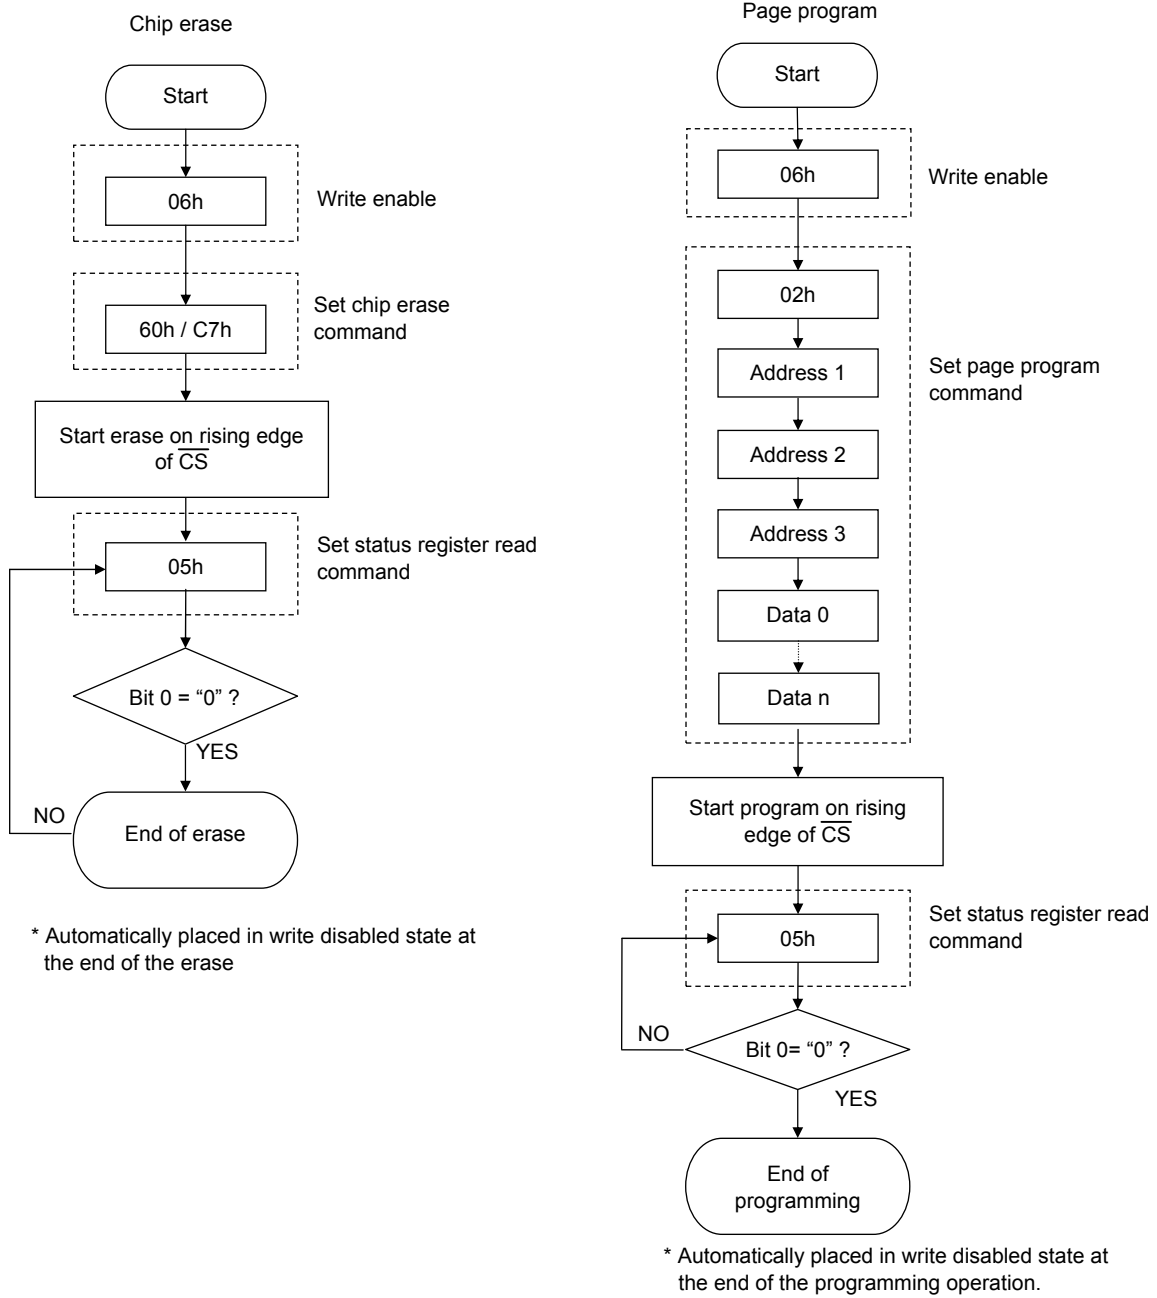 Chip erase
Start
06h
Write enable
60h / C7h
Set chip erase
command
Start erase on rising edge
of CS
05h
Set status register read
command
Bit 0 = “0” ?
YES
NO
End of erase
* Automatically placed in write disabled state at
the end of the erase
Page program
Start
06h
Write enable
02h
Address 1
Set page program
command
Address 2
Address 3
Data 0
Data n
Start program on rising
edge of CS
05h
Set status register read
command
NO
Bit 0= “0” ?
YES
End of
programming
* Automatically placed in write disabled state at
the end of the programming operation.